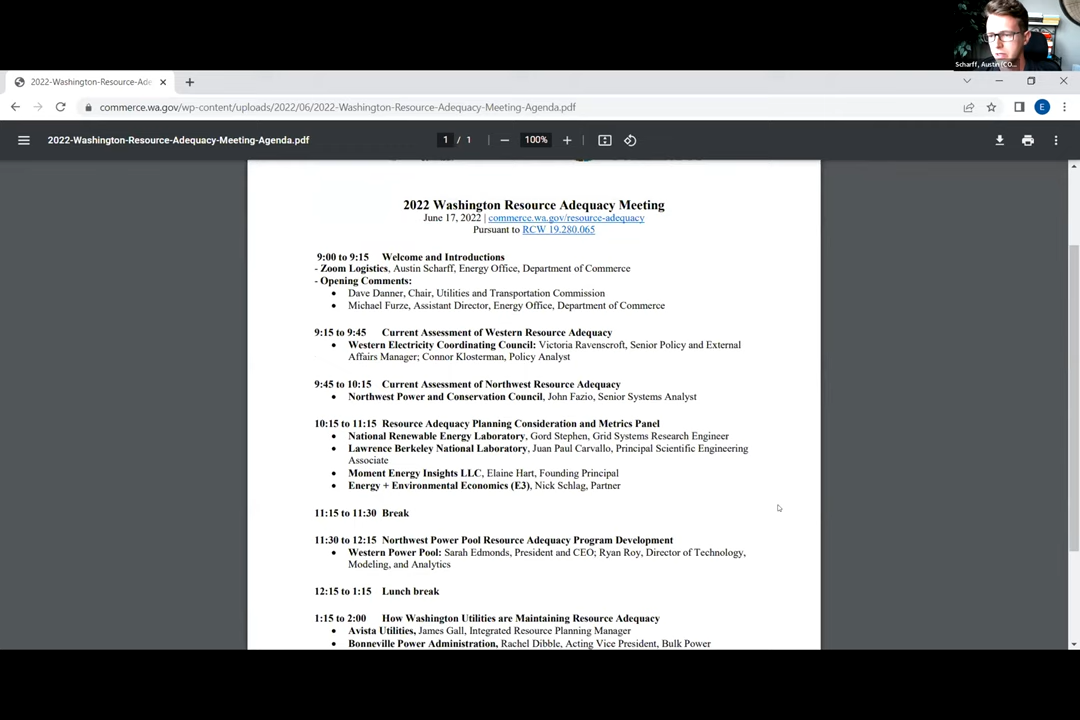 Scharff, Austin (CO...
2022-Washington-Resource-Ade
commerce.wa.gov/wp-content/uploads/2022/06/2022-Washington-Resource-Adequacy-Meeting-Agenda.pdf
E
2022-Washington-Resource-Adequacy-Meeting-Agenda.pdf
1 / 1
100%
2022 Washington Resource Adequacy Meeting
June 17, 2022 | commerce.wa.gov/resource-adequacy
Pursuant to RCW 19.280.065
9:00 to 9:15 Welcome and Introductions
- Zoom Logistics, Austin Scharff, Energy Office, Department of Commerce
- Opening Comments:
• Dave Danner, Chair, Utilities and Transportation Commission
• Michael Furze, Assistant Director, Energy Office, Department of Commerce
9:15 to 9:45 Current Assessment of Western Resource Adequacy
• Western Electricity Coordinating Council: Victoria Ravenscroft, Senior Policy and External
Affairs Manager; Connor Klosterman, Policy Analyst
9:45 to 10:15 Current Assessment of Northwest Resource Adequacy
• Northwest Power and Conservation Council, John Fazio, Senior Systems Analyst
10:15 to 11:15 Resource Adequacy Planning Consideration and Metrics Panel
• National Renewable Energy Laboratory, Gord Stephen, Grid Systems Research Engineer
• Lawrence Berkeley National Laboratory, Juan Paul Carvallo, Principal Scientific Engineering
Associate
• Moment Energy Insights LLC, Elaine Hart, Founding Principal
• Energy + Environmental Economics (E3), Nick Schlag, Partner
11:15 to 11:30 Break
11:30 to 12:15 Northwest Power Pool Resource Adequacy Program Development
• Western Power Pool: Sarah Edmonds, President and CEO; Ryan Roy, Director of Technology,
Modeling, and Analytics
12:15 to 1:15 Lunch break
1:15 to 2:00 How Washington Utilities are Maintaining Resource Adequacy
• Avista Utilities, James Gall, Integrated Resource Planning Manager
• Bonneville Power Administration, Rachel Dibble, Acting Vice President, Bulk Power